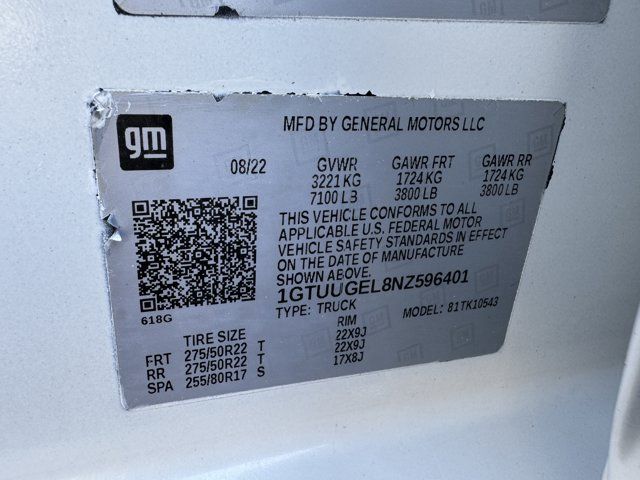 gm
MFD BY GENERAL MOTORS LLC
08/22 GVWR GAWR FRT GAWR RR
3221 KG 1724 KG 1724 KG
7100 LB 3800 LB 3800 LB
THIS VEHICLE CONFORMS TO ALL
APPLICABLE U.S. FEDERAL MOTOR
VEHICLE SAFETY STANDARDS IN EFFECT
ON THE DATE OF MANUFACTURE
SHOWN ABOVE.
1GTUUGEL8NZ596401
618G TYPE: TRUCK MODEL: 81TK10543
TIRE SIZE RIM
FRT 275/50R22 T 22X9J
RR 275/50R22 T 22X9J
SPA 255/80R17 S 17X8J